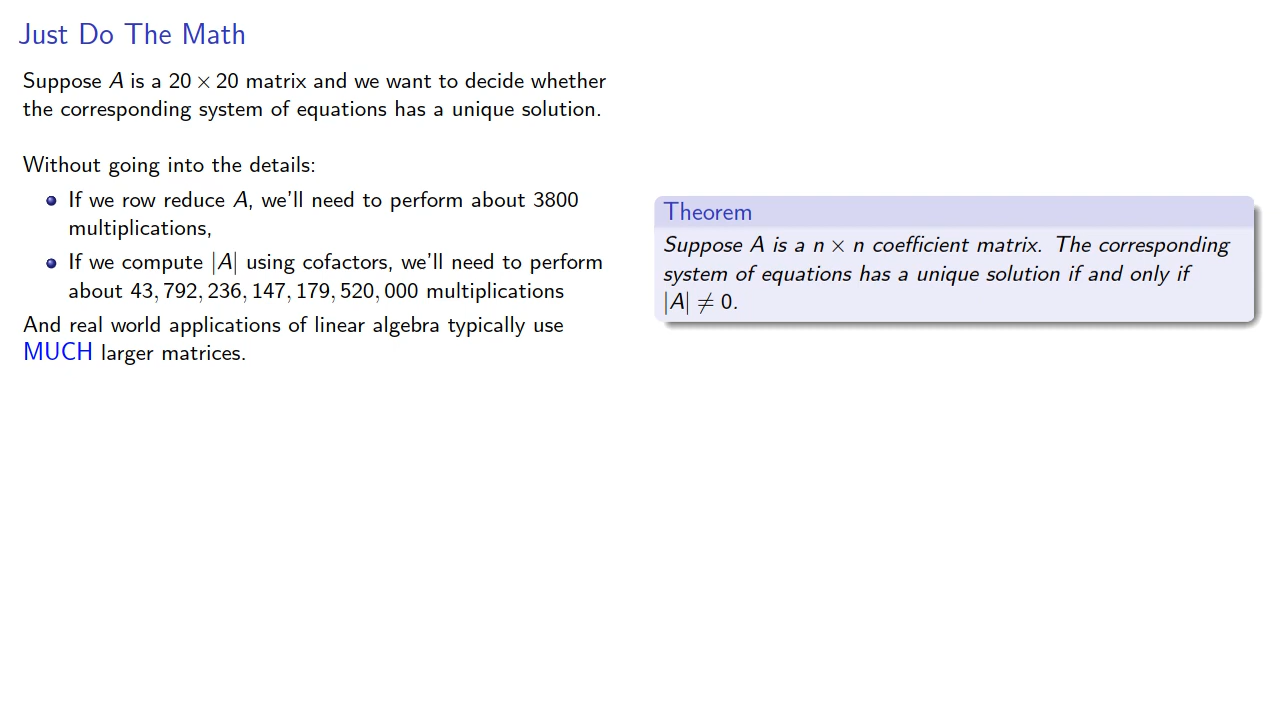 Just Do The Math
Suppose A is a 20 × 20 matrix and we want to decide whether
the corresponding system of equations has a unique solution.
Without going into the details:
If we row reduce A, we'll need to perform about 3800
multiplications,
If we compute |A| using cofactors, we'll need to perform
about 43, 792, 236, 147, 179, 520, 000 multiplications
And real world applications of linear algebra typically use
MUCH larger matrices.
Theorem
Suppose A is a n × n coefficient matrix. The corresponding
system of equations has a unique solution if and only if
|A| ≠ 0.